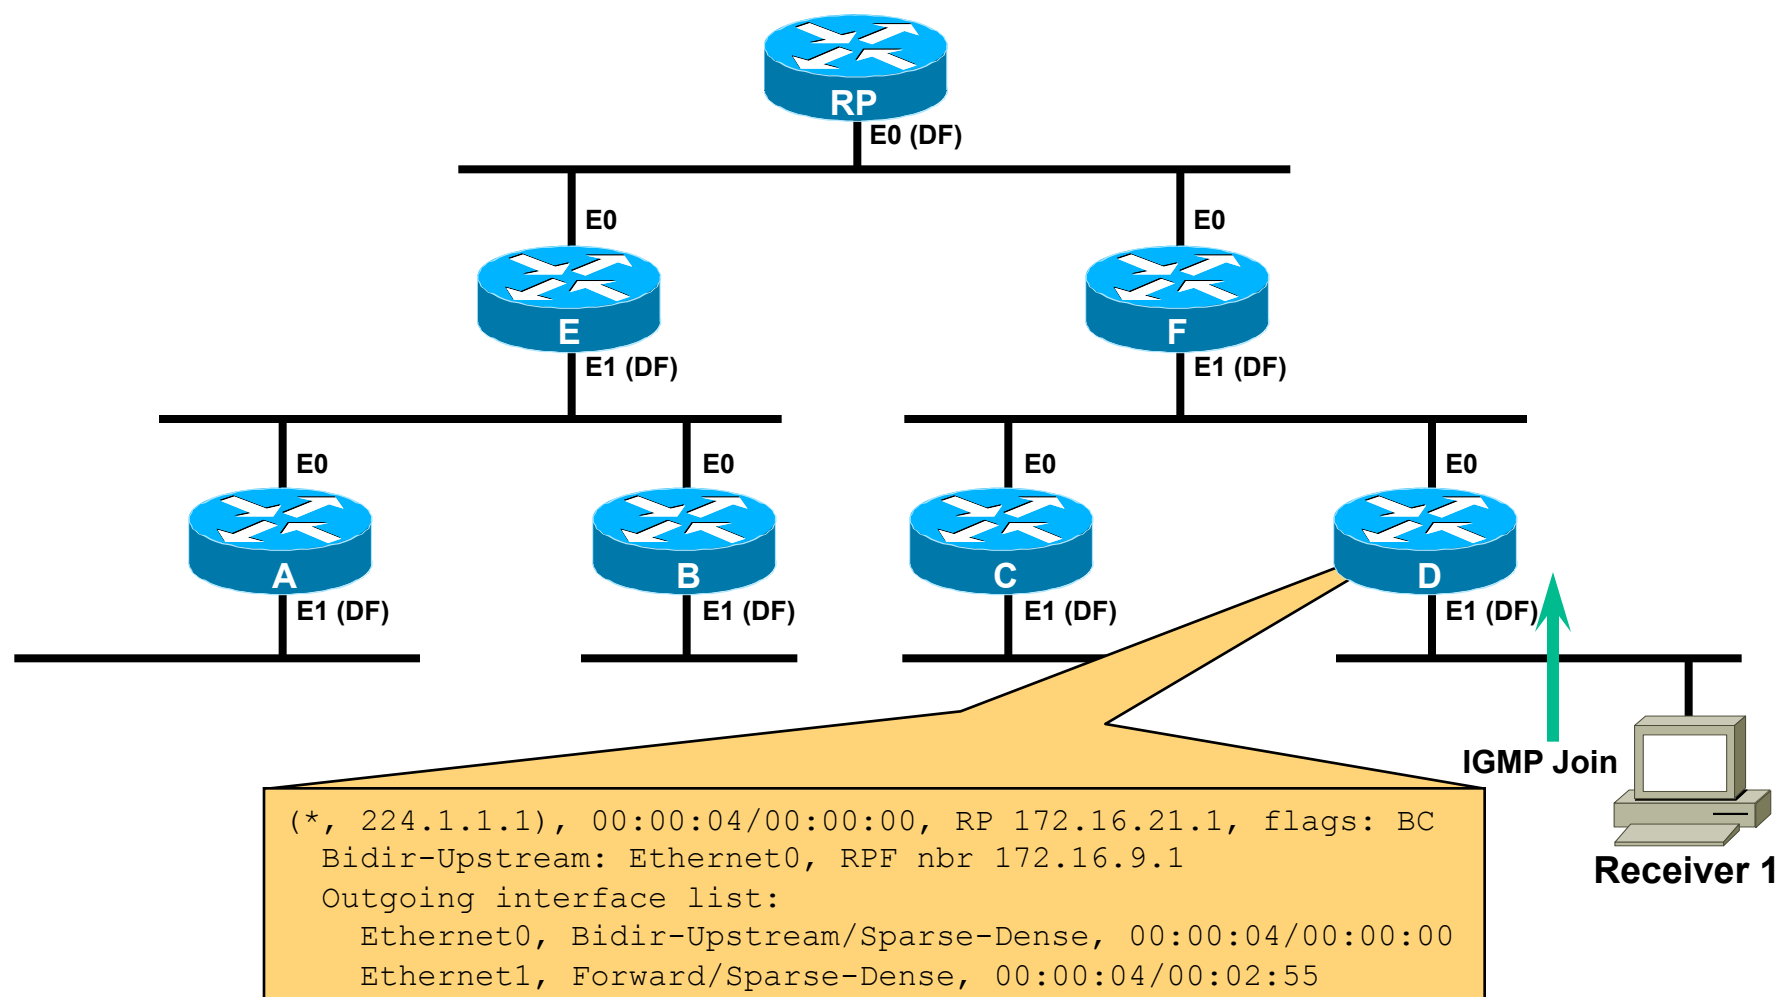 RP
E0 (DF)
E0
E0
E
F
E1 (DF)
E1 (DF)
E0
E0
E0
E0
A
B
C
D
E1 (DF)
E1 (DF)
E1 (DF)
E1 (DF)
IGMP Join
Receiver 1
(*, 224.1.1.1), 00:00:04/00:00:00, RP 172.16.21.1, flags: BC
Bidir-Upstream: Ethernet0, RPF nbr 172.16.9.1
Outgoing interface list:
Ethernet0, Bidir-Upstream/Sparse-Dense, 00:00:04/00:00:00
Ethernet1, Forward/Sparse-Dense, 00:00:04/00:02:55